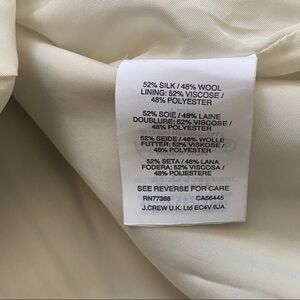 52% SILK / 48% WOOL
LINING: 52% VISCOSE /
48% POLYESTER
52% SOIE / 48% LAINE
DOUBLURE: 52% VISCOSE /
48% POLYESTER
52% SEIDE / 48% WOLLE
FUTTER: 52% VISKOSE /
48% POLYESTER
52% SETA / 48% LANA
FODERA: 52% VISCOSA /
48% POLIESTERE
SEE REVERSE FOR CARE
RN77388 CA56445
J.CREW U.K. Ltd EC4V 6JA